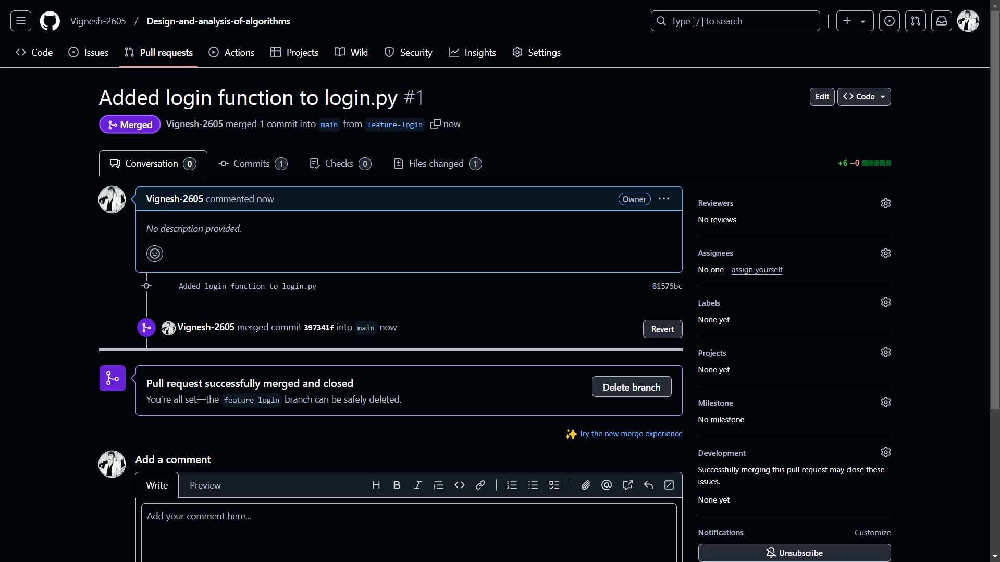 Vignesh-2605 / Design-and-analysis-of-algorithms
Type / to search
Code Issues Pull requests Actions Projects Wiki Security Insights Settings
Added login function to login.py #1
Edit
Code
Merged
Vignesh-2605 merged 1 commit into main from feature-login now
Conversation 0
Commits 1
Checks 0
Files changed 1
+6 −0
Vignesh-2605 commented now
Owner
No description provided.
Added login function to login.py
81575bc
Vignesh-2605 merged commit 397341f into main now
Revert
Pull request successfully merged and closed
You’re all set—the feature-login branch can be safely deleted.
Delete branch
Try the new merge experience
Add a comment
Write
Preview
Add your comment here...
Reviewers
No reviews
Assignees
No one—assign yourself
Labels
None yet
Projects
None yet
Milestone
No milestone
Development
Successfully merging this pull request may close these
issues.
None yet
Notifications
Customize
Unsubscribe